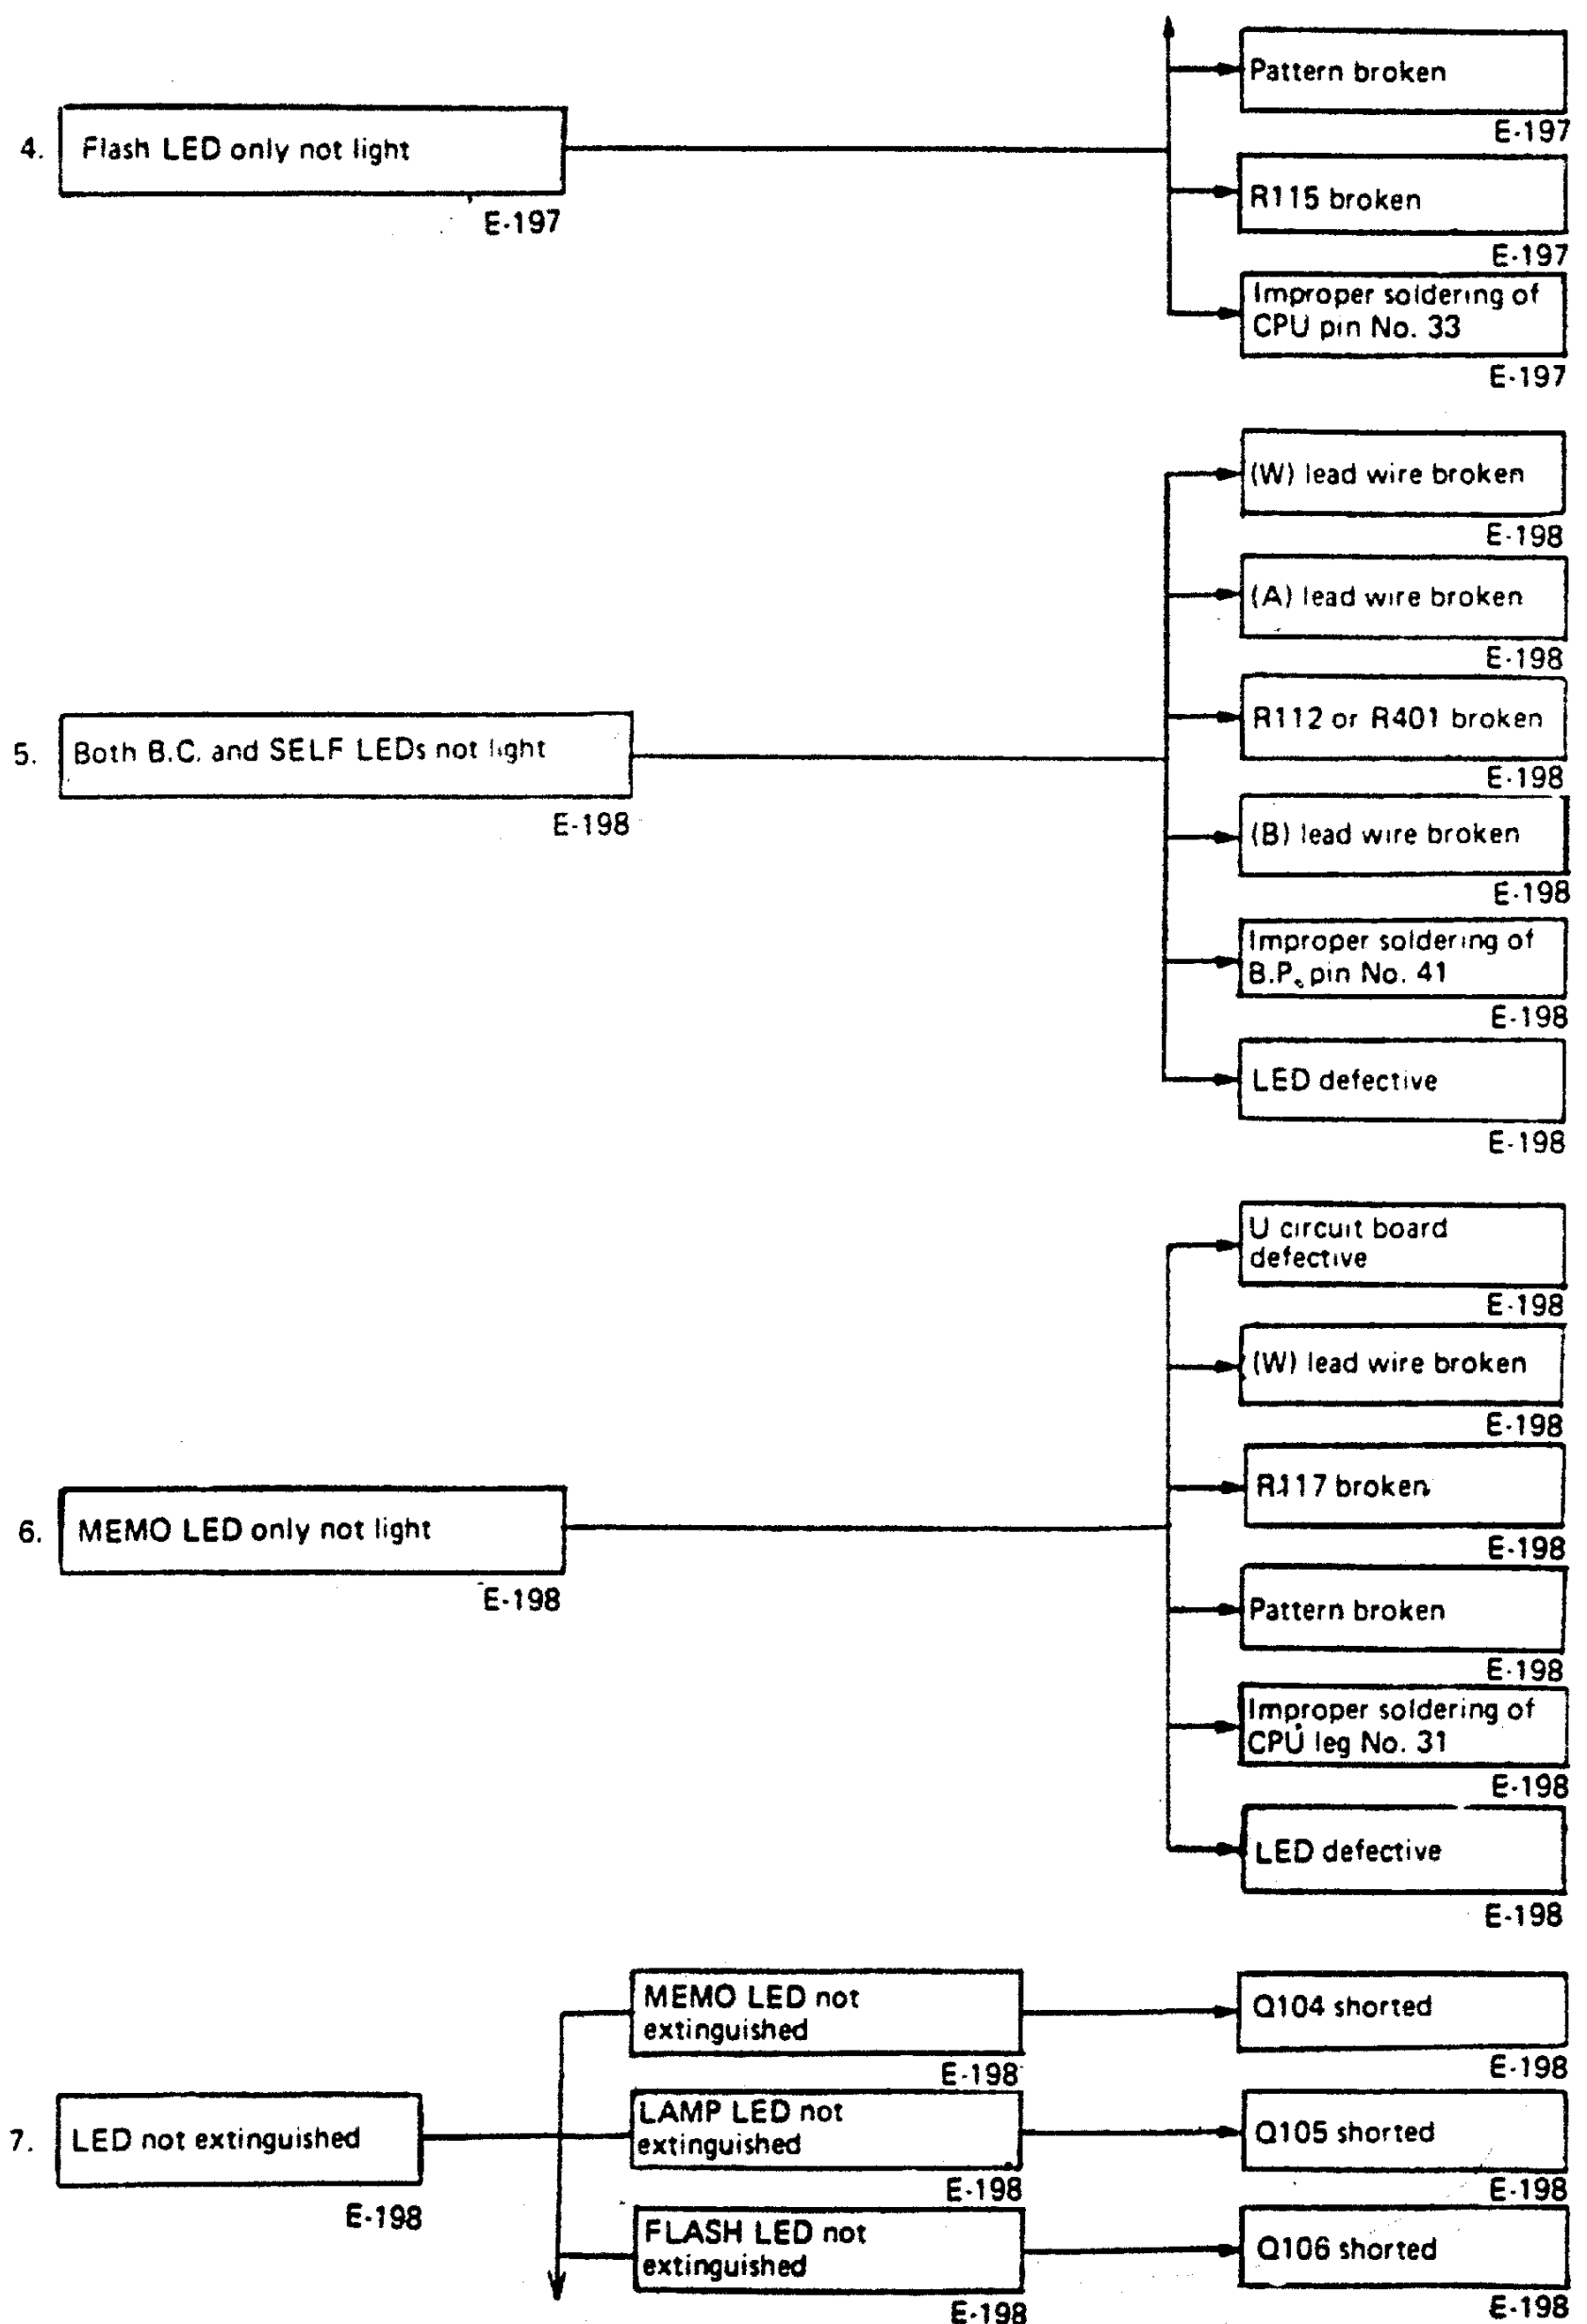 4. Flash LED only not light
E-197
Pattern broken
E-197
R115 broken
E-197
Improper soldering of
CPU pin No. 33
E-197
5. Both B.C. and SELF LEDs not light
E-198
(W) lead wire broken
E-198
(A) lead wire broken
E-198
R112 or R401 broken
E-198
(B) lead wire broken
E-198
Improper soldering of
B.P. pin No. 41
E-198
LED defective
E-198
6. MEMO LED only not light
E-198
U circuit board
defective
E-198
(W) lead wire broken
E-198
R117 broken
E-198
Pattern broken
E-198
Improper soldering of
CPU leg No. 31
E-198
LED defective
E-198
7. LED not extinguished
E-198
MEMO LED not
extinguished
E-198
Q104 shorted
E-198
LAMP LED not
extinguished
E-198
Q105 shorted
E-198
FLASH LED not
extinguished
E-198
Q106 shorted
E-198